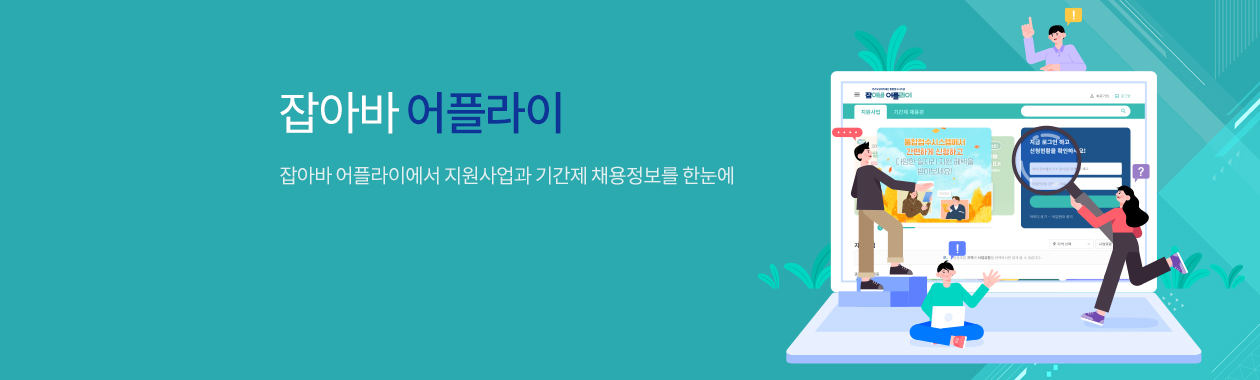 잡아바 어플라이
잡아바 어플라이에서 지원사업과 기간제 채용정보를 한눈에
잡아바 어플라이
지원사업
기간제 채용관
통합접수시스템에서
간편하게 신청하고
다양한 일자리 지원 혜택을
받아보세요!
지금 로그인 하고
신청현황을 확인하세요!
!
?
!